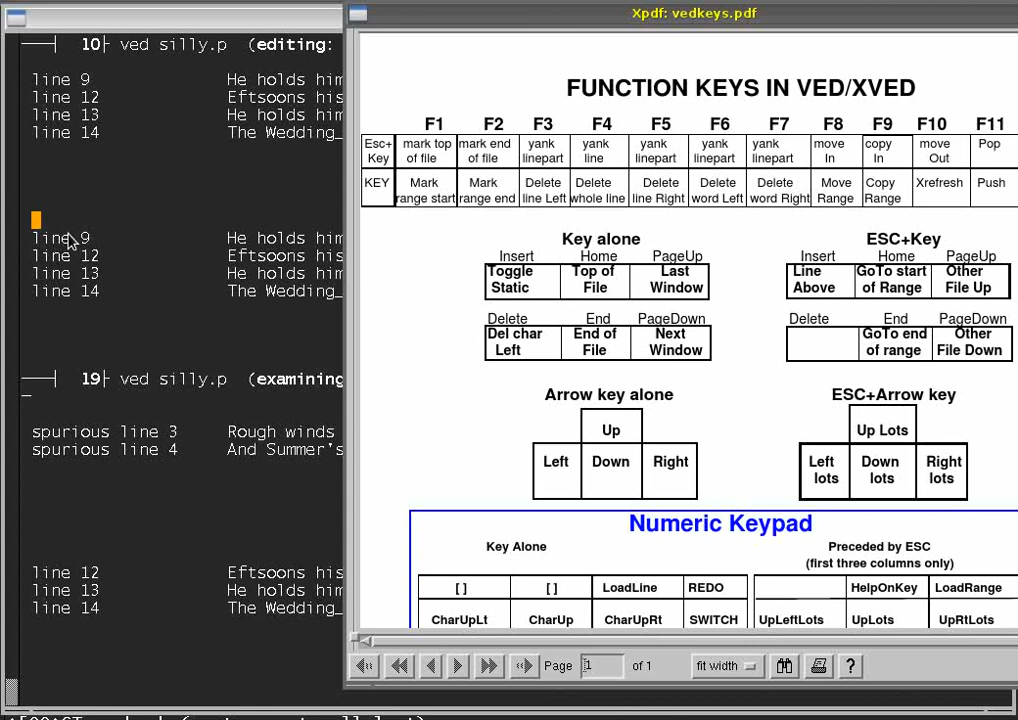 10 ved silly.p (editing:
line 9 He holds him
line 12 Eftsoons his
line 13 He holds him
line 14 The Wedding_
line 9 He holds him
line 12 Eftsoons his
line 13 He holds him
line 14 The Wedding_
19 ved silly.p (examining
spurious line 3 Rough winds
spurious line 4 And Summer's
line 12 Eftsoons his
line 13 He holds him
line 14 The Wedding_
Xpdf: vedkeys.pdf
FUNCTION KEYS IN VED/XVED
F1 F2 F3 F4 F5 F6 F7 F8 F9 F10 F11
Esc+ mark top mark end yank yank yank yank yank move copy move Pop
Key of file of file linepart line linepart linepart linepart In In Out
KEY Mark Mark Delete Delete Delete Delete Delete Move Copy Xrefresh Push
range start range end line Left whole line line Right word Left word Right Range Range
Key alone ESC+Key
Insert Home PageUp Insert Home PageUp
Toggle Top of Last Line GoTo start Other
Static File Window Above of Range File Up
Delete End PageDown Delete End PageDown
Del char End of Next GoTo end Other
Left File Window of range File Down
Arrow key alone ESC+Arrow key
Up Up Lots
Left Down Right Left Down Right
lots lots lots
Numeric Keypad
Key Alone Preceded by ESC
(first three columns only)
[ ] [ ] LoadLine REDO HelpOnKey LoadRange
CharUpLt CharUp CharUpRt SWITCH UpLeftLots UpLots UpRtLots
Page 1 of 1 fit width ?